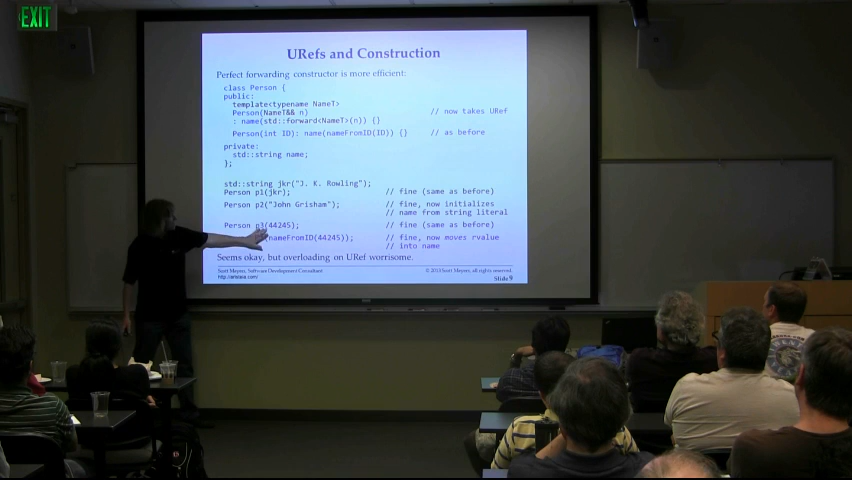 EXIT
URefs and Construction
Perfect forwarding constructor is more efficient:
class Person {
public:
template<typename NameT>
Person(NameT&& n) // now takes URef
: name(std::forward<NameT>(n)) {}
Person(int ID): name(nameFromID(ID)) {} // as before
private:
std::string name;
};
std::string jkr("J. K. Rowling");
Person p1(jkr); // fine (same as before)
Person p2("John Grisham"); // fine, now initializes
// name from string literal
Person p3(44245); // fine (same as before)
(nameFromID(44245)); // fine, now moves rvalue
// into name
Seems okay, but overloading on URef worrisome.
Scott Meyers, Software Development Consultant © 2013 Scott Meyers, all rights reserved.
http://aristeia.com/ Slide 9